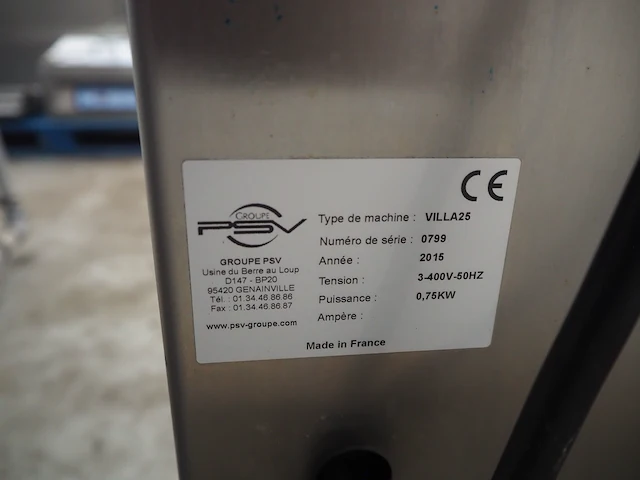 CE
GROUPE
PSV
GROUPE PSV
Usine du Berre au Loup
D147 - BP20
95420 GENAINVILLE
Tél. : 01.34.46.86.86
Fax : 01.34.46.86.87
www.psv-groupe.com
Type de machine : VILLA25
Numéro de série : 0799
Année : 2015
Tension : 3-400V-50HZ
Puissance : 0,75KW
Ampère :
Made in France